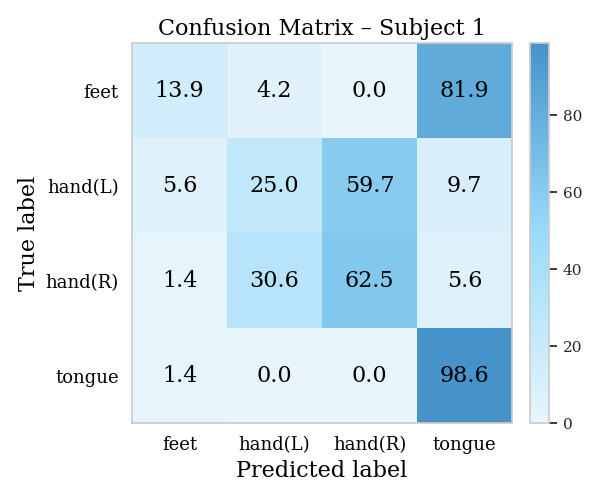 Confusion Matrix – Subject 1
feet 13.9 4.2 0.0 81.9
hand(L) 5.6 25.0 59.7 9.7
hand(R) 1.4 30.6 62.5 5.6
tongue 1.4 0.0 0.0 98.6
feet hand(L) hand(R) tongue
Predicted label
True label
80
60
40
20
0